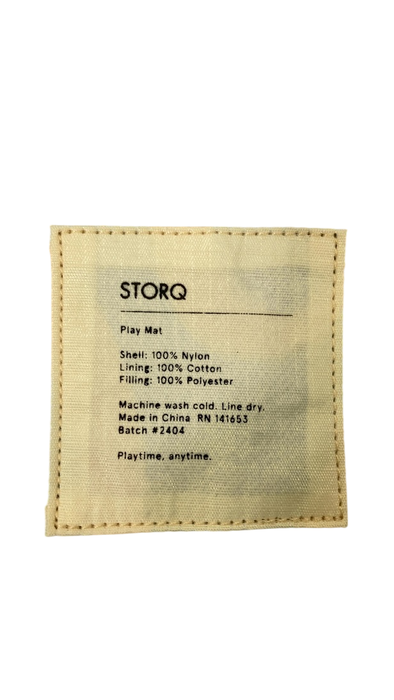 STORQ
Play Mat
Shell: 100% Nylon
Lining: 100% Cotton
Filling: 100% Polyester
Machine wash cold. Line dry.
Made in China RN 141653
Batch #2404
Playtime, anytime.